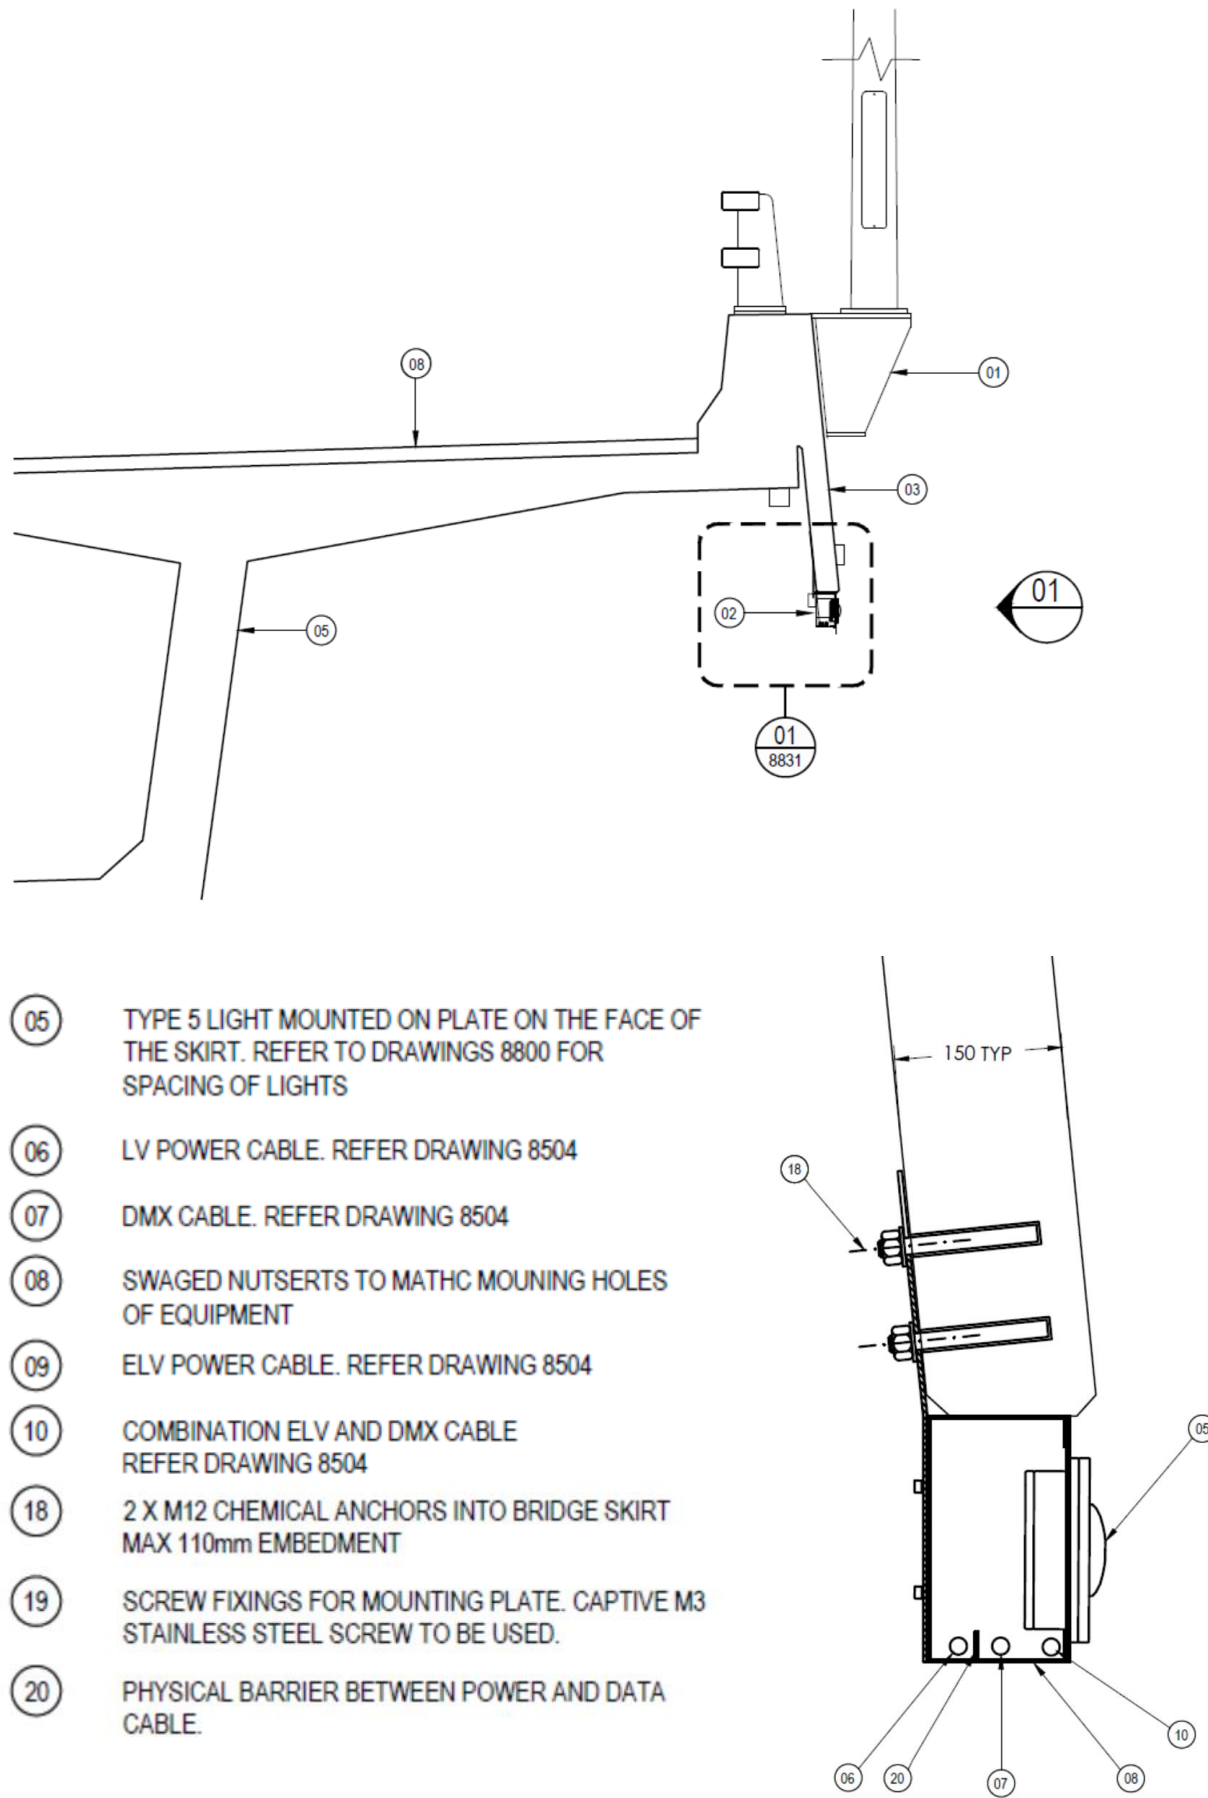 08
01
03
02
05
01
01
8831
05
TYPE 5 LIGHT MOUNTED ON PLATE ON THE FACE OF
THE SKIRT. REFER TO DRAWINGS 8800 FOR
SPACING OF LIGHTS
06
LV POWER CABLE. REFER DRAWING 8504
07
DMX CABLE. REFER DRAWING 8504
08
SWAGED NUTSERTS TO MATHC MOUNING HOLES
OF EQUIPMENT
09
ELV POWER CABLE. REFER DRAWING 8504
10
COMBINATION ELV AND DMX CABLE
REFER DRAWING 8504
18
2 X M12 CHEMICAL ANCHORS INTO BRIDGE SKIRT
MAX 110mm EMBEDMENT
19
SCREW FIXINGS FOR MOUNTING PLATE. CAPTIVE M3
STAINLESS STEEL SCREW TO BE USED.
20
PHYSICAL BARRIER BETWEEN POWER AND DATA
CABLE.
150 TYP
18
05
10
06
20
07
08